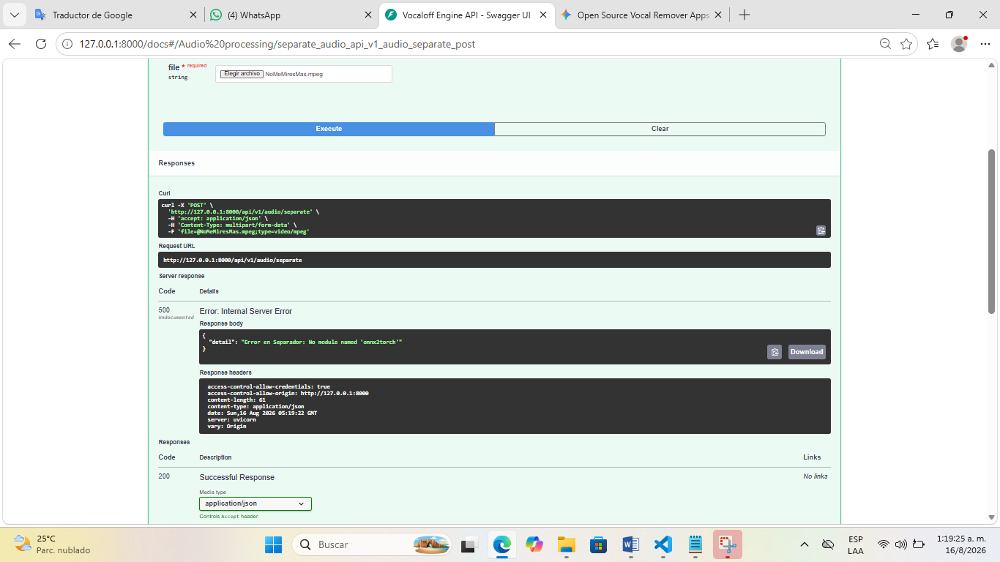 Traductor de Google
(4) WhatsApp
Vocaloff Engine API - Swagger UI
Open Source Vocal Remover Apps
127.0.0.1:8000/docs#/Audio%20processing/separate_audio_api_v1_audio_separate_post
file * required
string
Elegir archivo NoMeMiresMas.mpeg
Execute
Clear
Responses
Curl
curl -X 'POST' \
'http://127.0.0.1:8000/api/v1/audio/separate' \
-H 'accept: application/json' \
-H 'Content-Type: multipart/form-data' \
-F 'file=@NoMeMiresMas.mpeg;type=video/mpeg'
Request URL
http://127.0.0.1:8000/api/v1/audio/separate
Server response
Code Details
500 Error: Internal Server Error
Undocumented
Response body
{
"detail": "Error en Separador: No module named 'onnx2torch'"
}
Download
Response headers
access-control-allow-credentials: true
access-control-allow-origin: http://127.0.0.1:8000
content-length: 61
content-type: application/json
date: Sun,16 Aug 2026 05:19:22 GMT
server: uvicorn
vary: Origin
Responses
Code Description Links
200 Successful Response No links
Media type
application/json
Controls Accept header.
25°C
Parc. nublado
Buscar
ESP
LAA
1:19:25 a. m.
16/8/2026